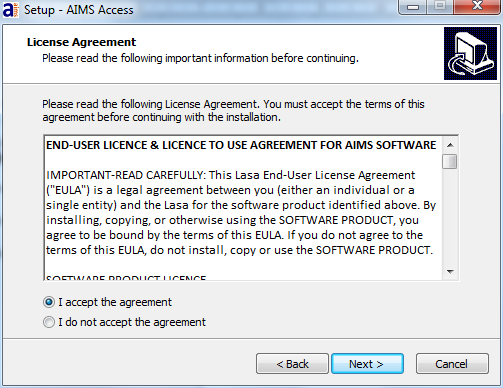 Setup - AIMS Access
License Agreement
Please read the following important information before continuing.
Please read the following License Agreement. You must accept the terms of this
agreement before continuing with the installation.
END-USER LICENCE & LICENCE TO USE AGREEMENT FOR AIMS SOFTWARE
IMPORTANT-READ CAREFULLY: This Lasa End-User License Agreement
("EULA") is a legal agreement between you (either an individual or a
single entity) and the Lasa for the software product identified above. By
installing, copying, or otherwise using the SOFTWARE PRODUCT, you
agree to be bound by the terms of this EULA. If you do not agree to the
terms of this EULA, do not install, copy or use the SOFTWARE PRODUCT.
SOFTWARE PRODUCT LICENCE
I accept the agreement
I do not accept the agreement
< Back
Next >
Cancel